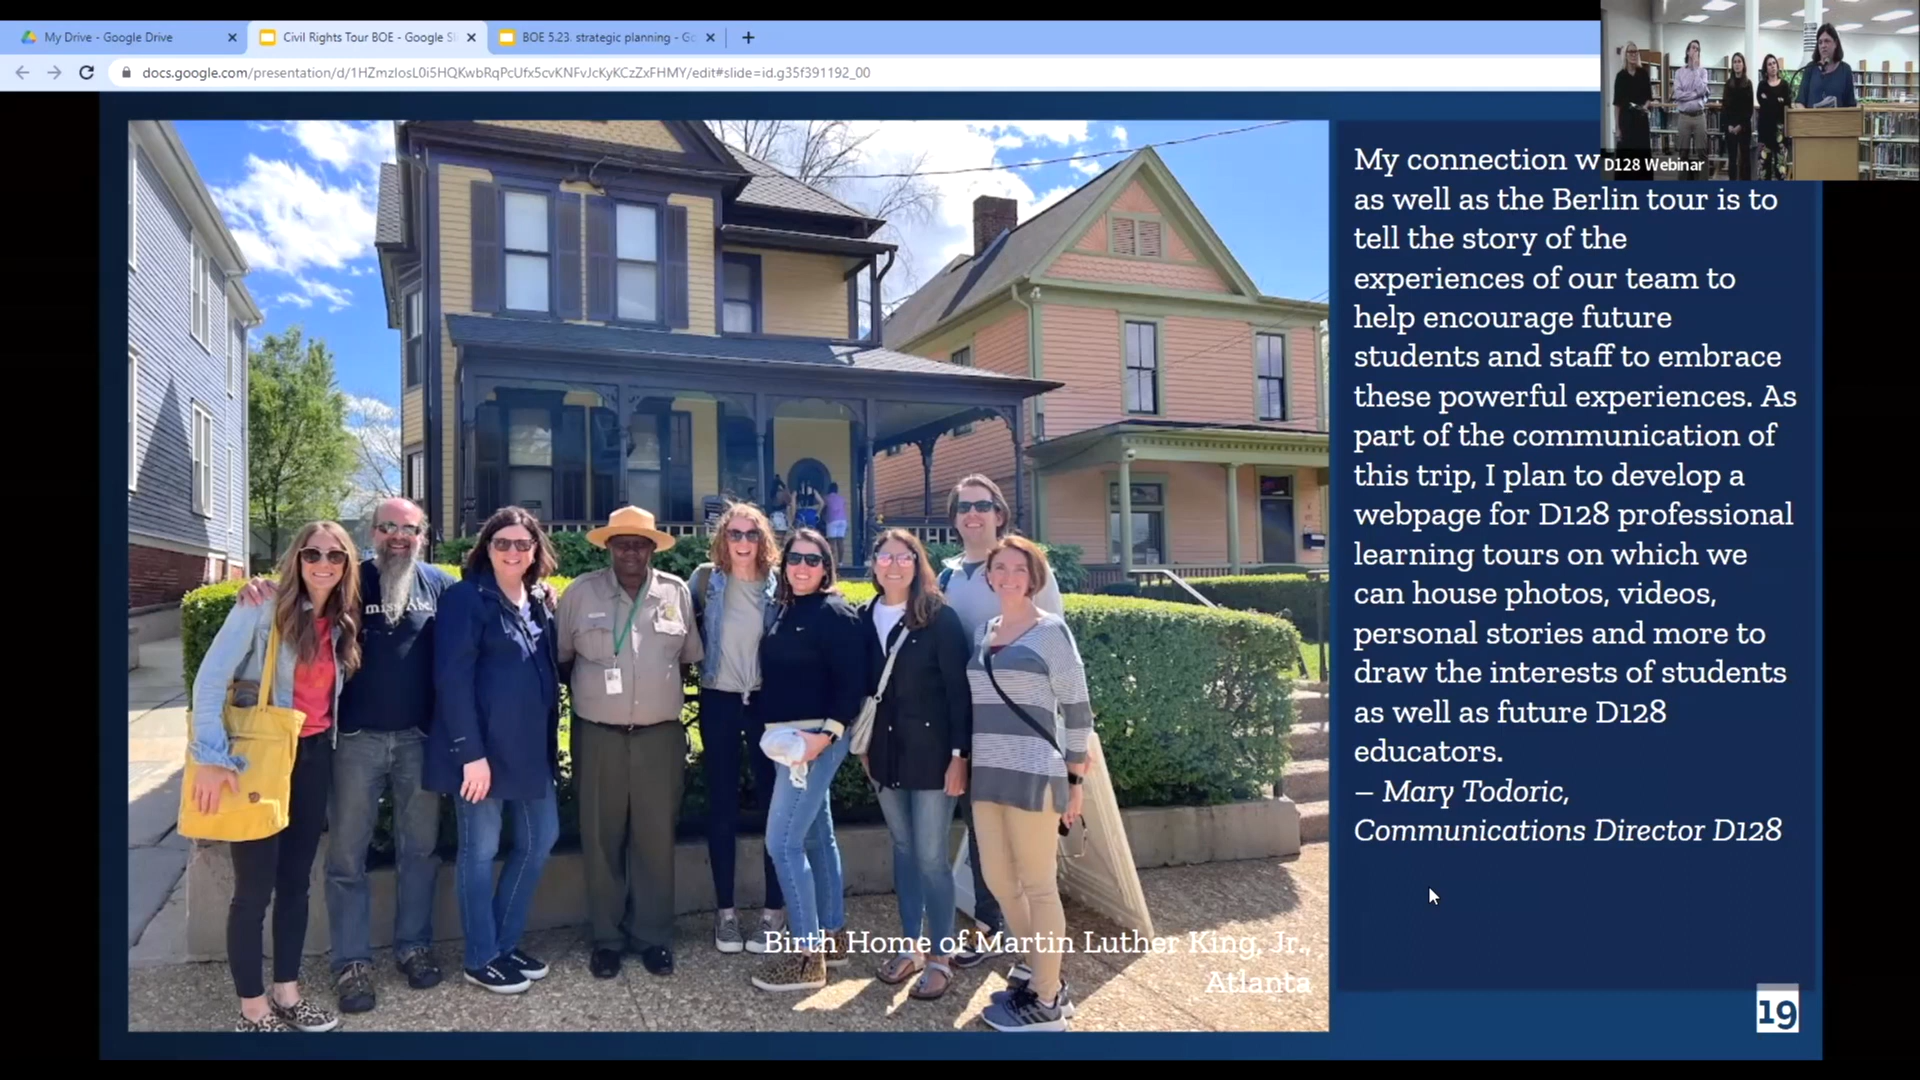 My Drive - Google Drive
Civil Rights Tour BOE - Google Sl
BOE 5.23. strategic planning - Go
docs.google.com/presentation/d/1HZmzIosL0i5HQKwbRqPcUfx5cvKNFvJcKyKCzZxFHMY/edit#slide=id.g35f391192_00
D128 Webinar
My connection w
as well as the Berlin tour is to
tell the story of the
experiences of our team to
help encourage future
students and staff to embrace
these powerful experiences. As
part of the communication of
this trip, I plan to develop a
webpage for D128 professional
learning tours on which we
can house photos, videos,
personal stories and more to
draw the interests of students
as well as future D128
educators.
– Mary Todoric,
Communications Director D128
miss Abe.
Birth Home of Martin Luther King, Jr.,
Atlanta
19